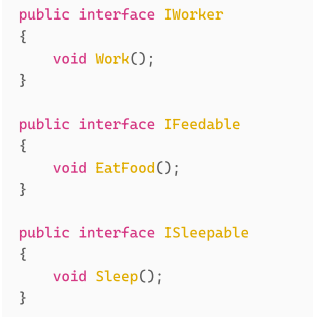 public interface IWorker
{
    void Work();
}

public interface IFeedable
{
    void EatFood();
}

public interface ISleepable
{
    void Sleep();
}